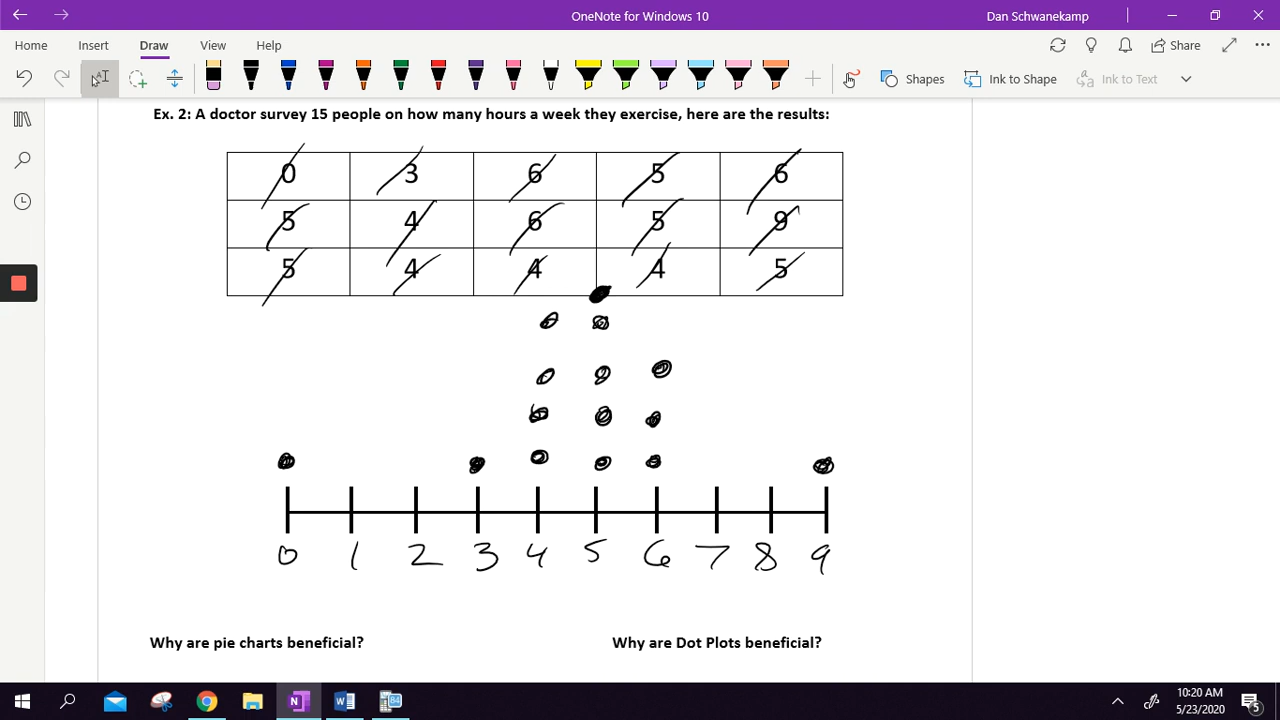 OneNote for Windows 10
Dan Schwanekamp
Home Insert Draw View Help
Share
Shapes Ink to Shape Ink to Text
Ex. 2: A doctor survey 15 people on how many hours a week they exercise, here are the results:
0 3 6 5 6
5 4 6 5 9
5 4 4 4 5
0 1 2 3 4 5 6 7 8 9
Why are pie charts beneficial? Why are Dot Plots beneficial?
10:20 AM
5/23/2020
5